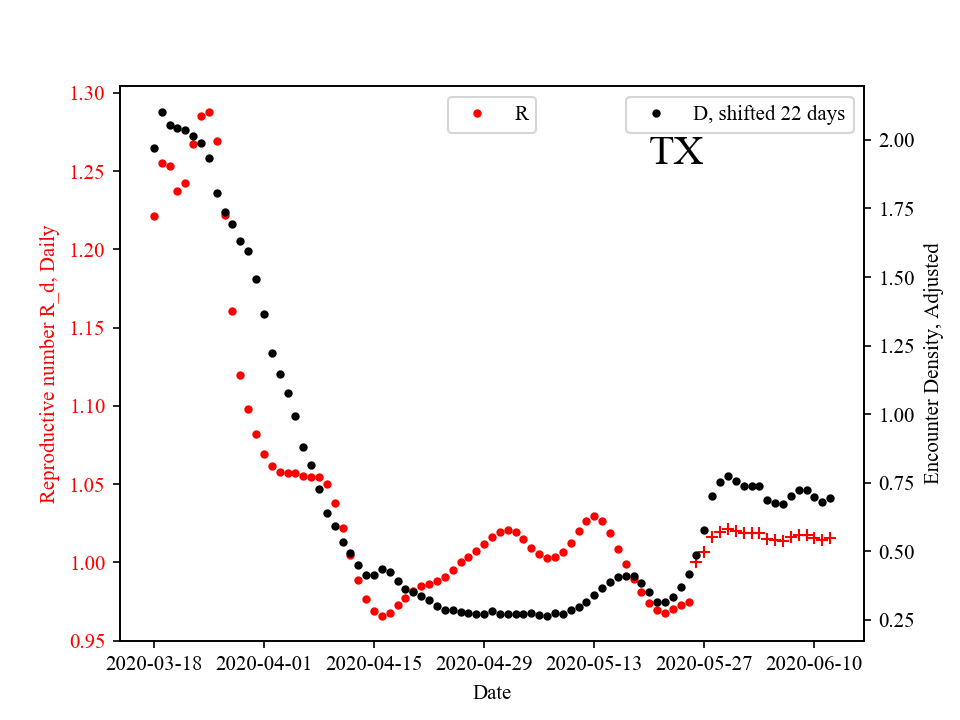 R
D, shifted 22 days
TX
Reproductive number R_d, Daily
1.30
1.25
1.20
1.15
1.10
1.05
1.00
0.95
2.00
1.75
1.50
1.25
1.00
0.75
0.50
0.25
Encounter Density, Adjusted
2020-03-18 2020-04-01 2020-04-15 2020-04-29 2020-05-13 2020-05-27 2020-06-10
Date